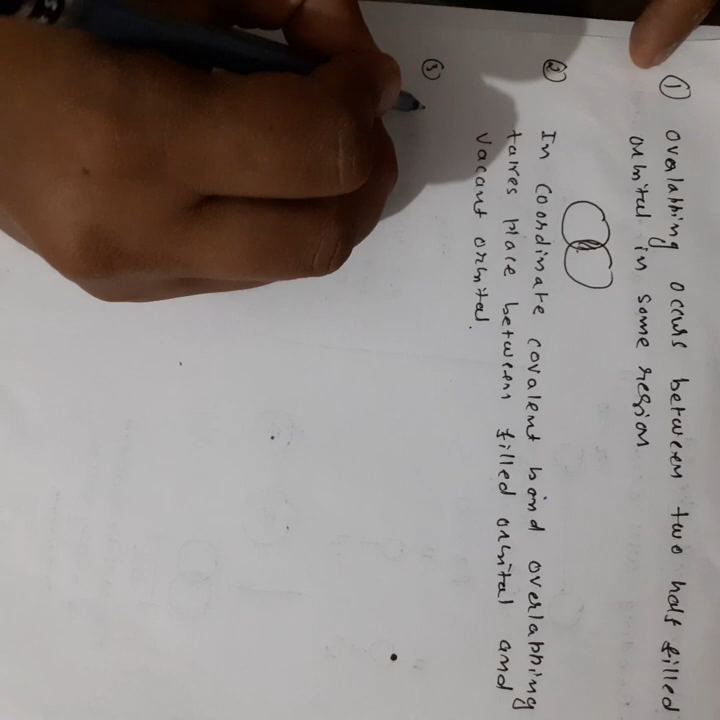 ① Overlapping occurs between two half filled
orbital in some region
② In coordinate covalent bond overlapping
takes place between filled orbital and
vacant orbital.
③